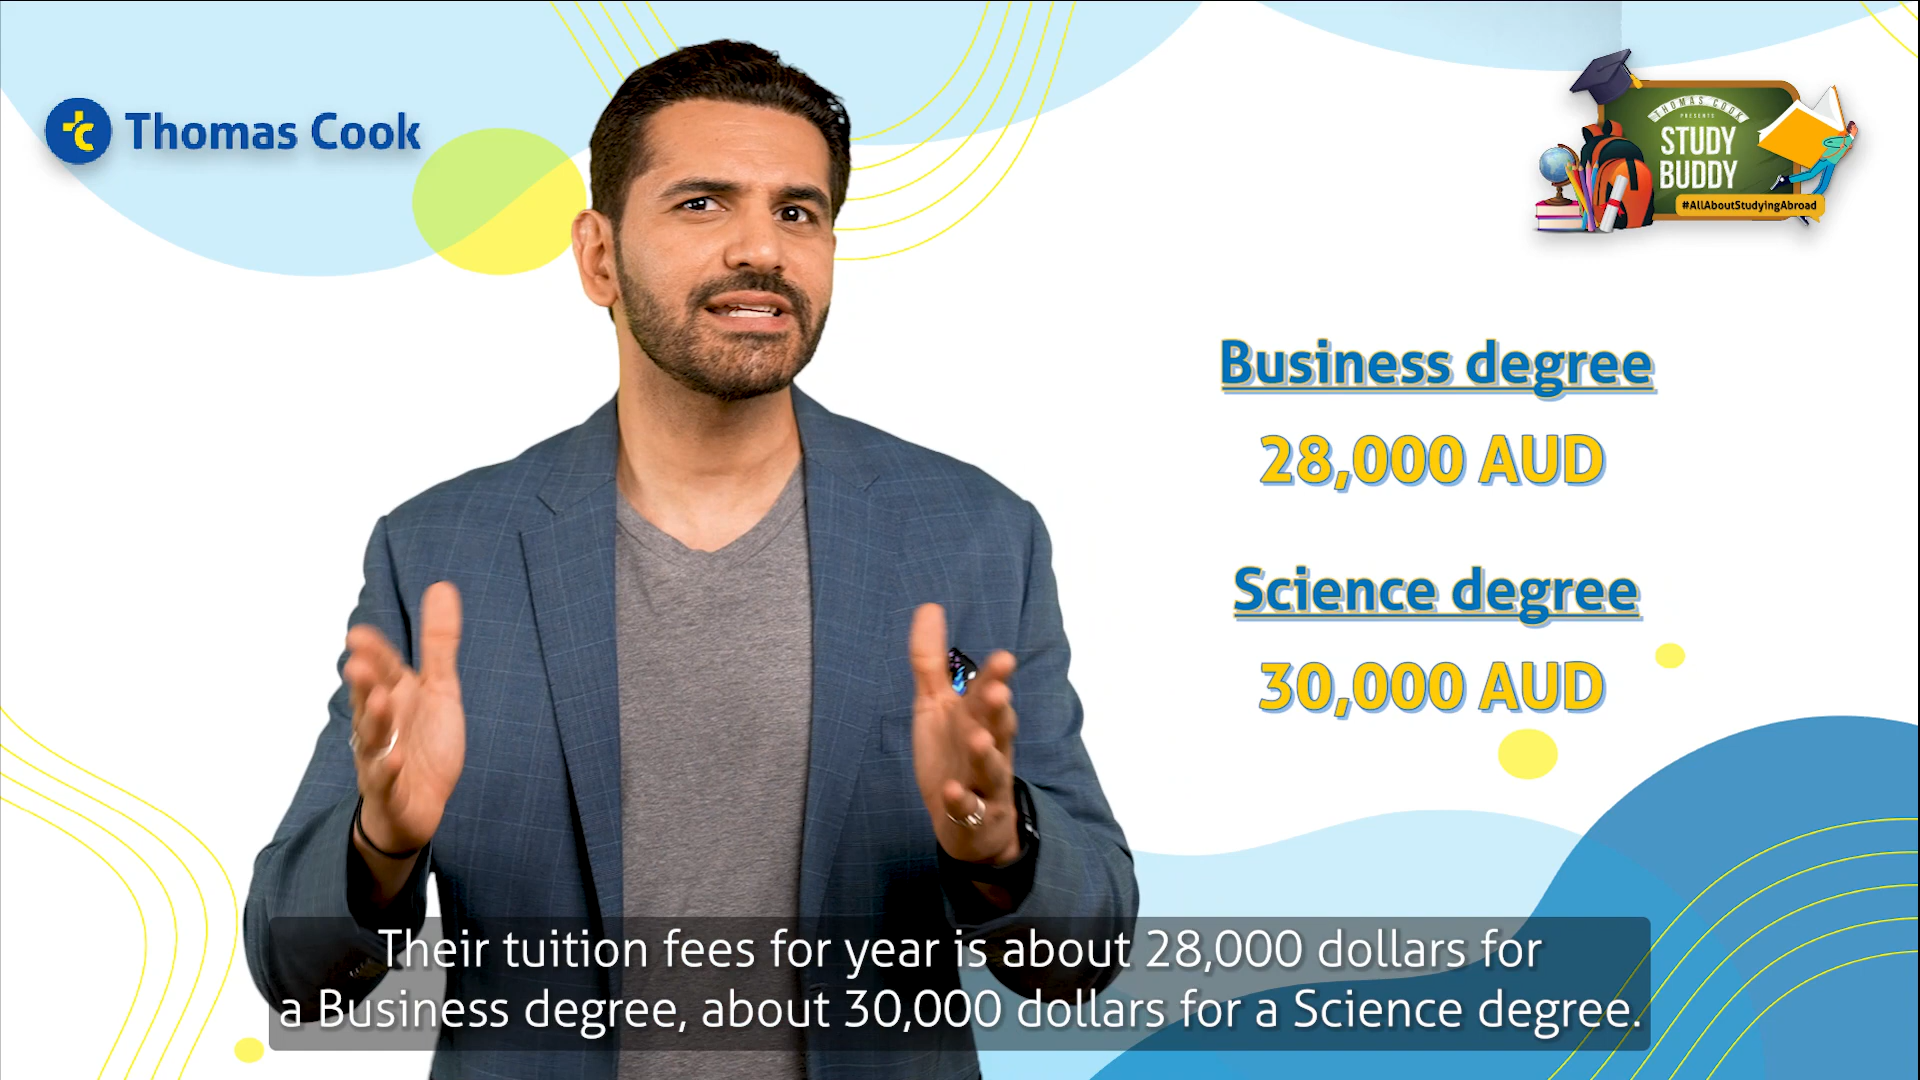 Thomas Cook
THOMAS COOK
PRESENTS
STUDY
BUDDY
#AllAboutStudyingAbroad
Business degree
28,000 AUD
Science degree
30,000 AUD
Their tuition fees for year is about 28,000 dollars for
a Business degree, about 30,000 dollars for a Science degree.